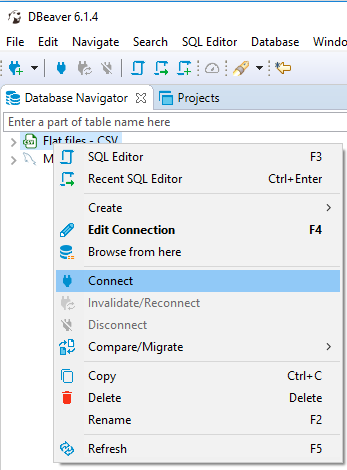 DBeaver 6.1.4
File Edit Navigate Search SQL Editor Database Windo
Database Navigator Projects
Enter a part of table name here
Flat files - CSV
M
SQL Editor F3
Recent SQL Editor Ctrl+Enter
Create
Edit Connection F4
Browse from here
Connect
Invalidate/Reconnect
Disconnect
Compare/Migrate
Copy Ctrl+C
Delete Delete
Rename F2
Refresh F5